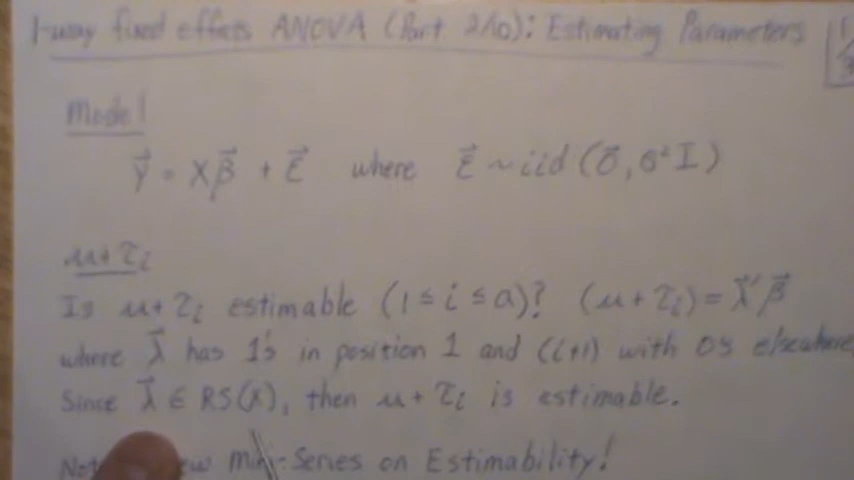 1-way fixed effects ANOVA (Part 2/10): Estimating Parameters
Model
Y⃗ = Xβ⃗ + ε⃗ where ε⃗ ~ iid (0⃗, σ²I)
μ+τᵢ
Is μ+τᵢ estimable (1≤i≤a)? (μ+τᵢ) = λ⃗'β⃗
where λ⃗ has 1's in position 1 and (i+1) with 0s elsewhere
Since λ⃗ ∈ RS(X), then μ+τᵢ is estimable.
Mini-Series on Estimability!